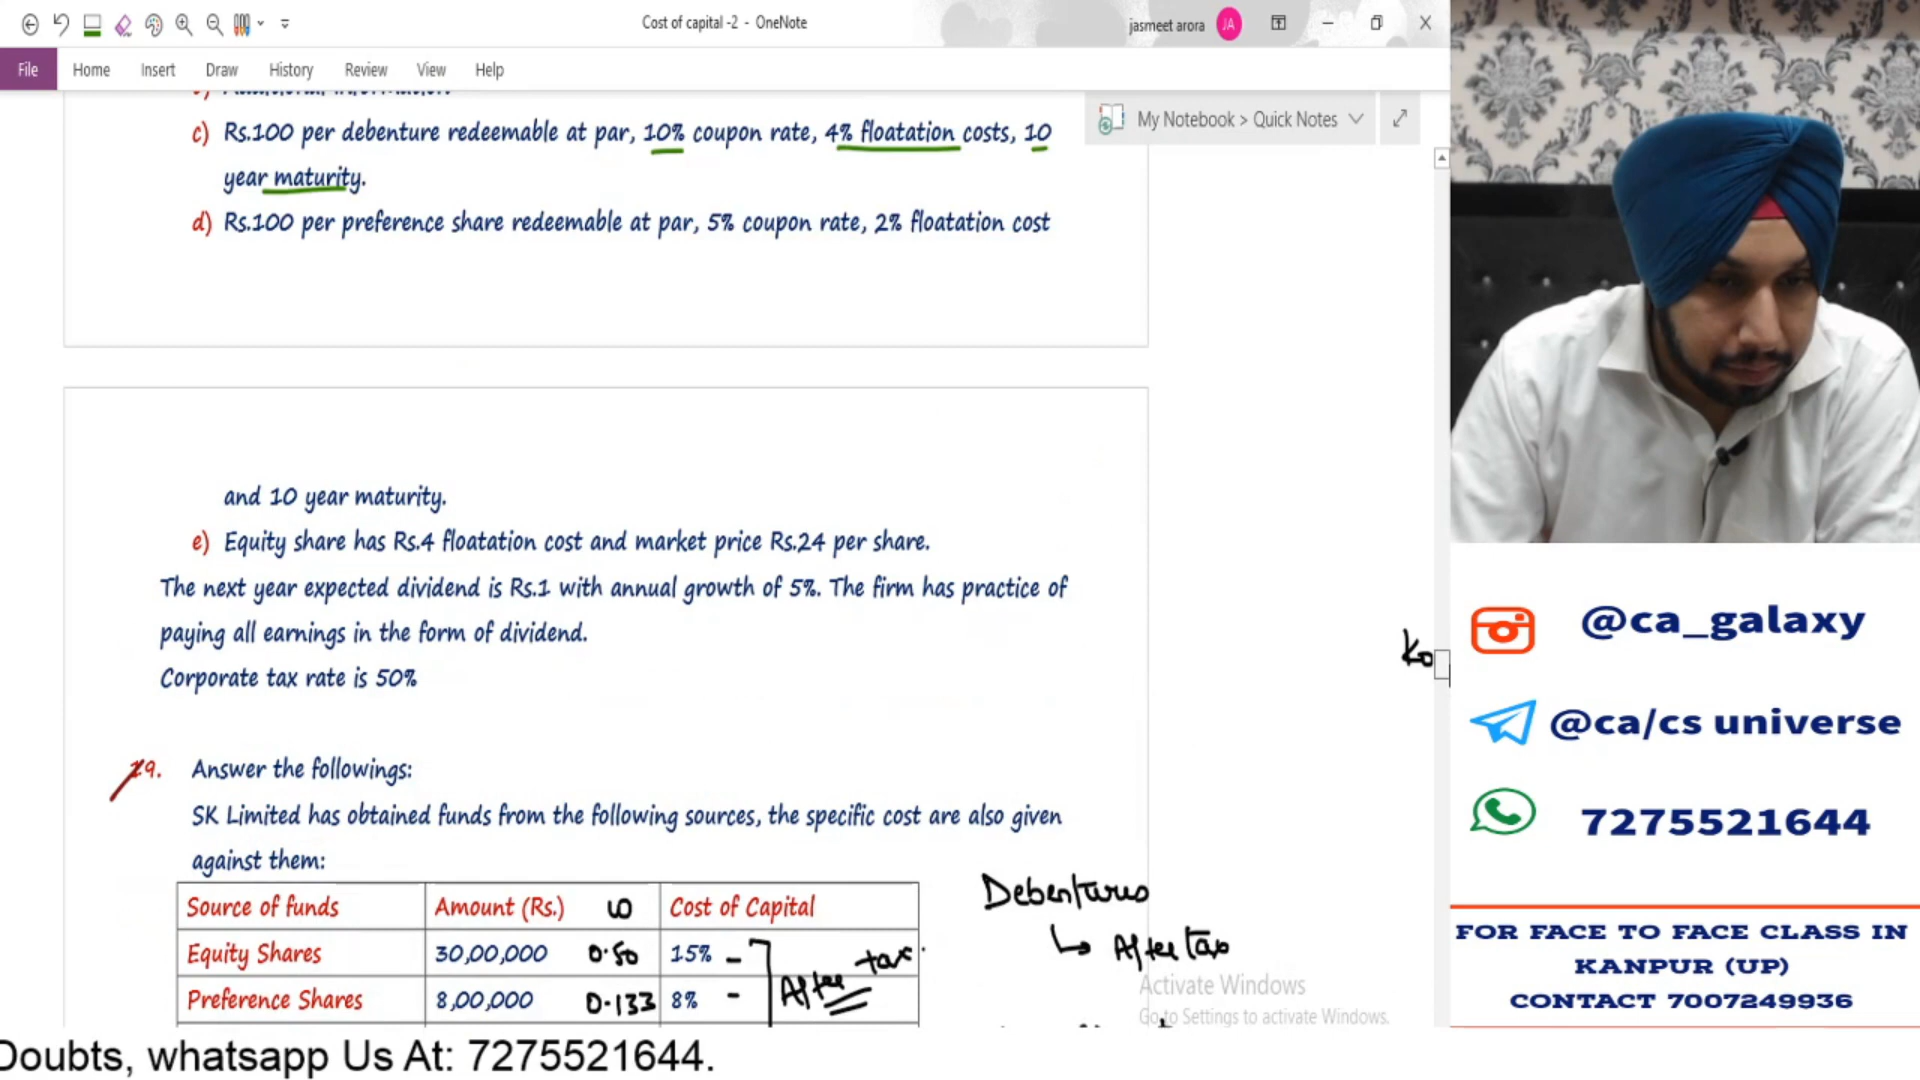 Cost of capital -2 - OneNote
jasmeet arora
JA
File Home Insert Draw History Review View Help
My Notebook > Quick Notes
c) Rs.100 per debenture redeemable at par, 10% coupon rate, 4% floatation costs, 10
year maturity.
d) Rs.100 per preference share redeemable at par, 5% coupon rate, 2% floatation cost
and 10 year maturity.
e) Equity share has Rs.4 floatation cost and market price Rs.24 per share.
The next year expected dividend is Rs.1 with annual growth of 5%. The firm has practice of
paying all earnings in the form of dividend.
Corporate tax rate is 50%
Ko
19. Answer the followings:
SK Limited has obtained funds from the following sources, the specific cost are also given
against them:
Source of funds Amount (Rs.) ω Cost of Capital
Equity Shares 30,00,000 0.50 15% -
Preference Shares 8,00,000 0.133 8% -
After tax
Debentures
After Tax
Activate Windows
Go to Settings to activate Windows.
@ca_galaxy
@ca/cs universe
7275521644
FOR FACE TO FACE CLASS IN
KANPUR (UP)
CONTACT 7007249936
Doubts, whatsapp Us At: 7275521644.